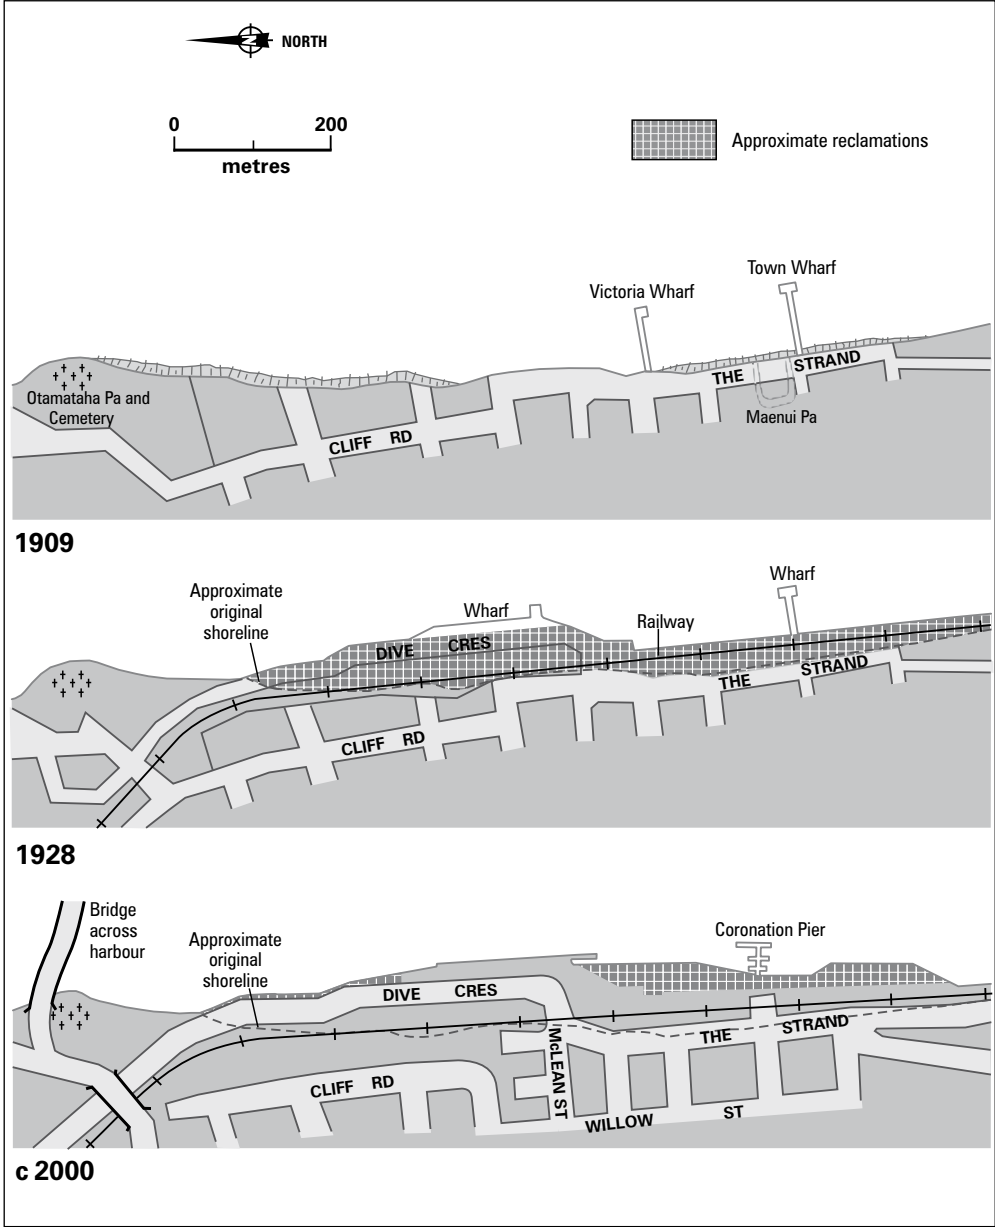 NORTH
0 200
metres
Approximate reclamations
Town Wharf
Victoria Wharf
THE STRAND
Otamataha Pa and
Cemetery
Maenui Pa
CLIFF RD
1909
Approximate
original
shoreline
Wharf
Wharf
Railway
DIVE CRES
THE STRAND
CLIFF RD
1928
Bridge
across
harbour
Approximate
original
shoreline
Coronation Pier
DIVE CRES
THE STRAND
McLEAN ST
CLIFF RD
WILLOW ST
c 2000